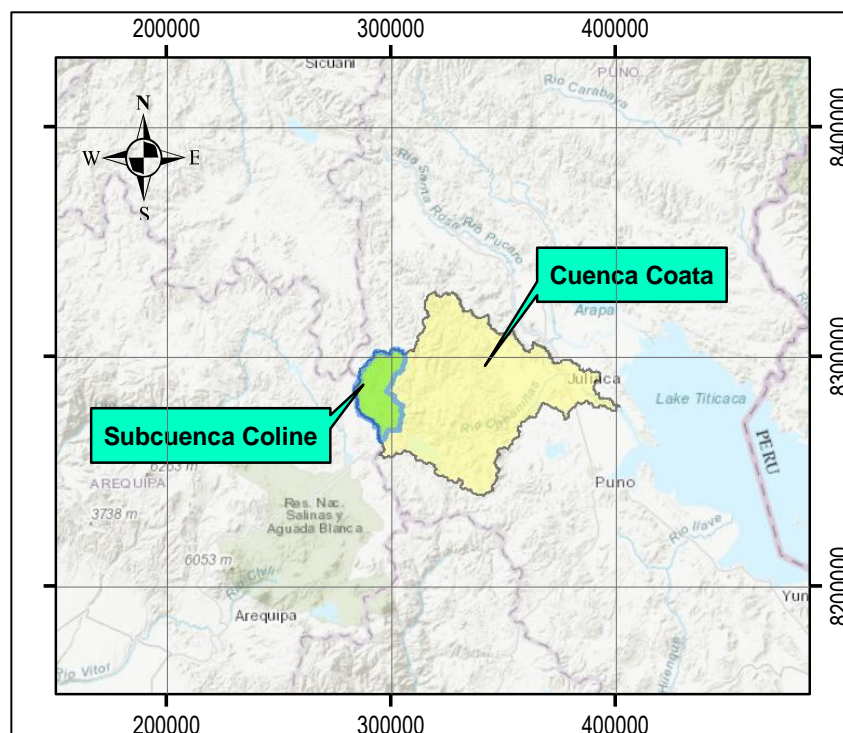 200000
300000
400000
Sicuani
PUNO
Rio Carabaya
N
W
E
S
8400000
Rio Santa Rosa
Rio Pucaro
Cuenca Coata
Arapa
8300000
Juliaca
Lake Titicaca
Rio Cabanillas
Subcuenca Coline
PERU
6263 m
AREQUIPA
3738 m
Res. Nac.
Salinas y
Aguada Blanca
Puno
Rio Ilave
6053 m
Rio Chili
8200000
Yun
Arequipa
Rio Vitor
Huenque
200000
300000
400000